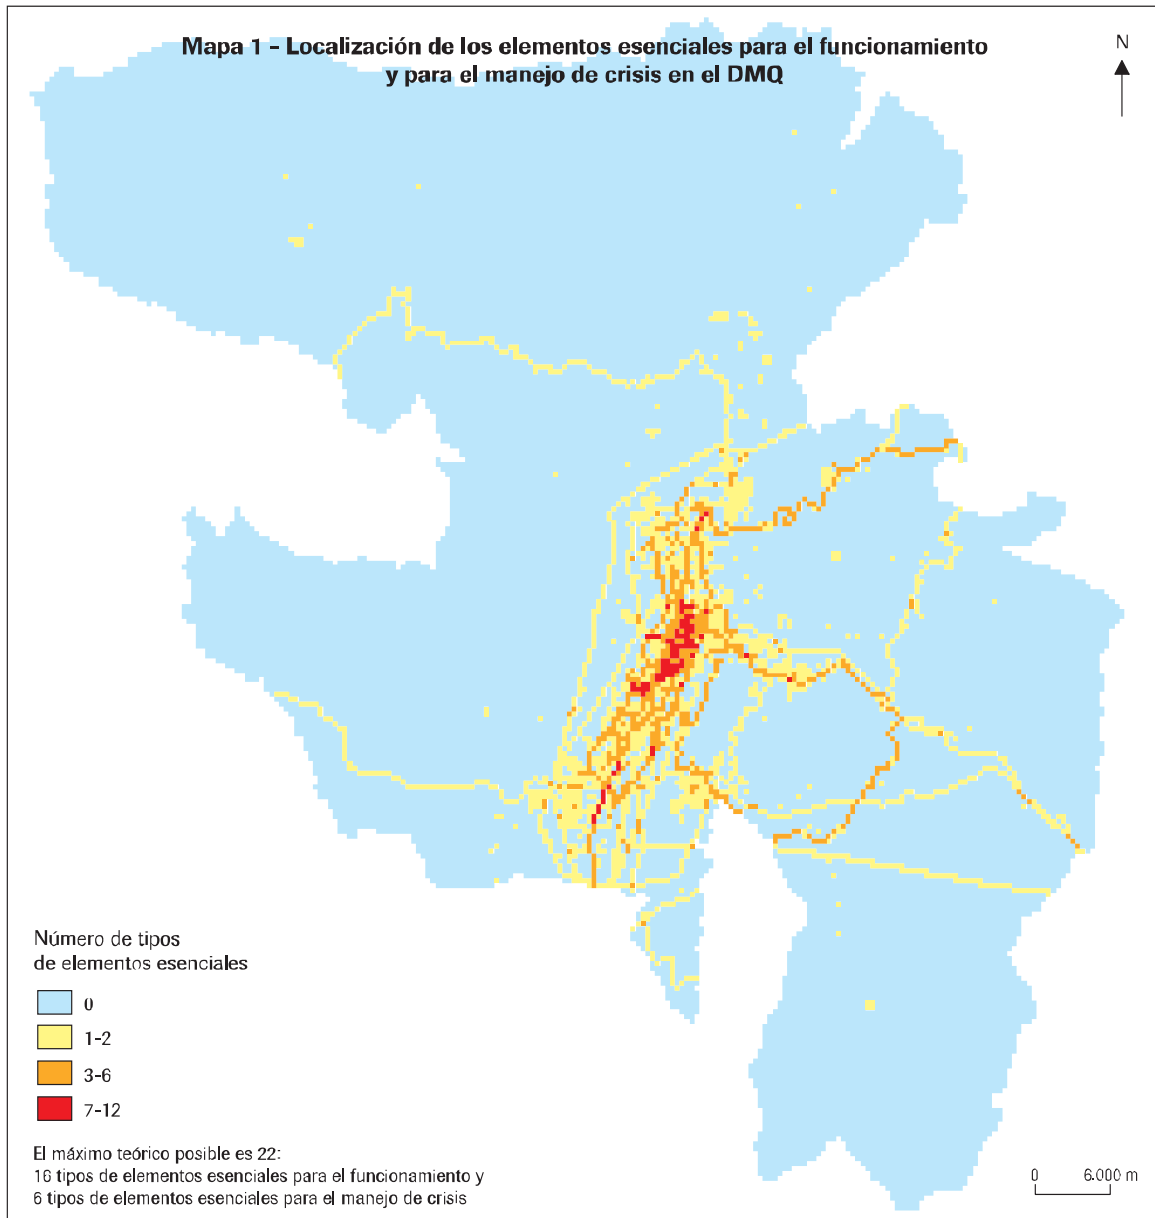 Mapa 1 - Localización de los elementos esenciales para el funcionamiento
y para el manejo de crisis en el DMQ
N
Número de tipos
de elementos esenciales
0
1-2
3-6
7-12
El máximo teórico posible es 22:
16 tipos de elementos esenciales para el funcionamiento y
6 tipos de elementos esenciales para el manejo de crisis
0 6.000 m